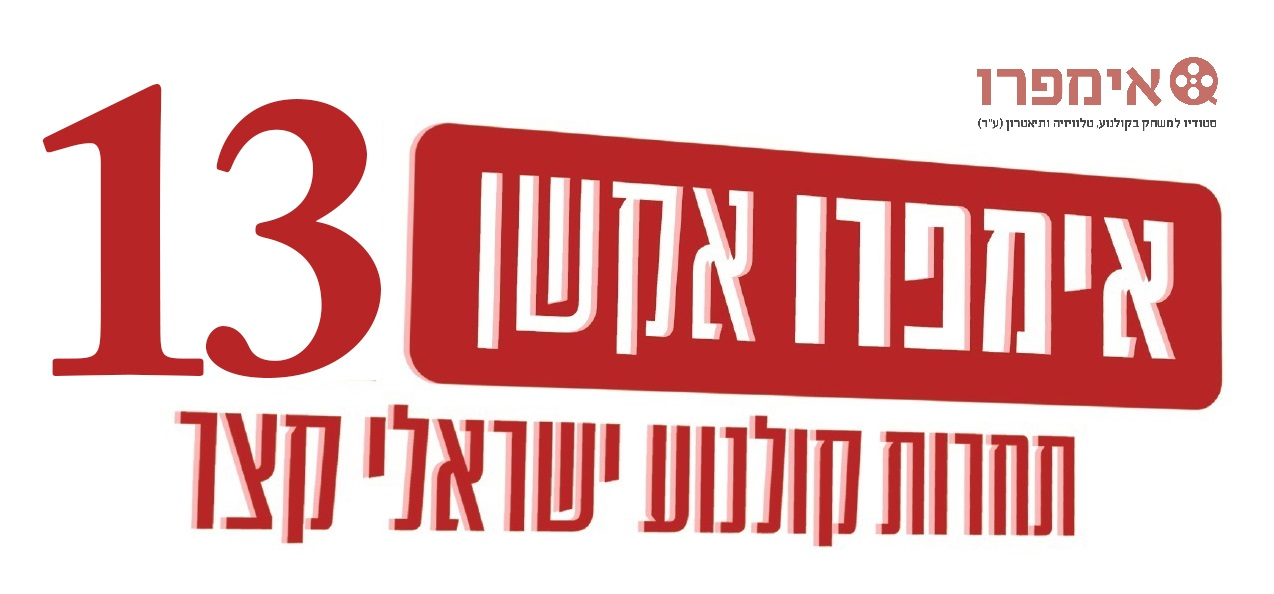 אימפרו
סטודיו למשחק בקולנוע, טלוויזיה ותיאטרון (ע"ר)
אימפרו אקשן 13
תחרות קולנוע ישראלי קצר